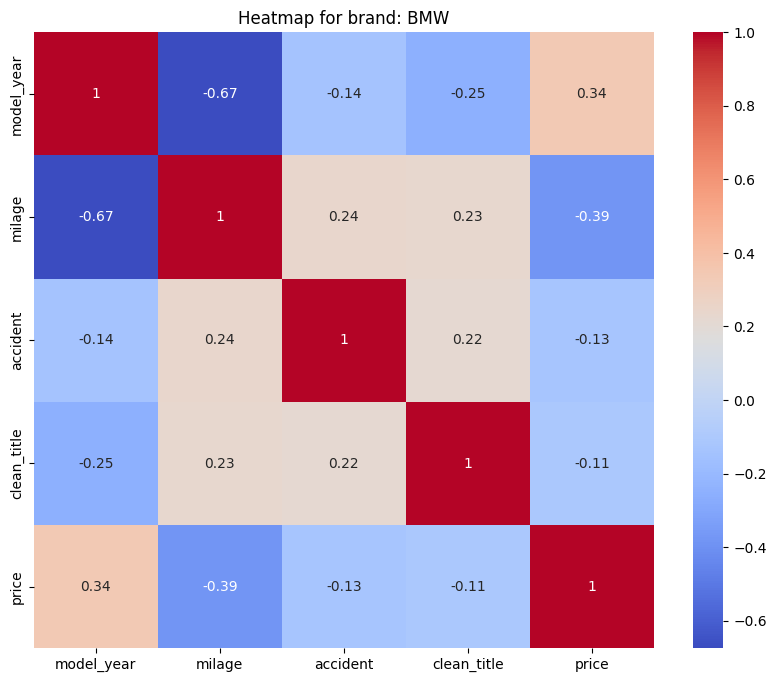 Heatmap for brand: BMW
model_year 1 -0.67 -0.14 -0.25 0.34
milage -0.67 1 0.24 0.23 -0.39
accident -0.14 0.24 1 0.22 -0.13
clean_title -0.25 0.23 0.22 1 -0.11
price 0.34 -0.39 -0.13 -0.11 1
model_year milage accident clean_title price
1.0
0.8
0.6
0.4
0.2
0.0
−0.2
−0.4
−0.6